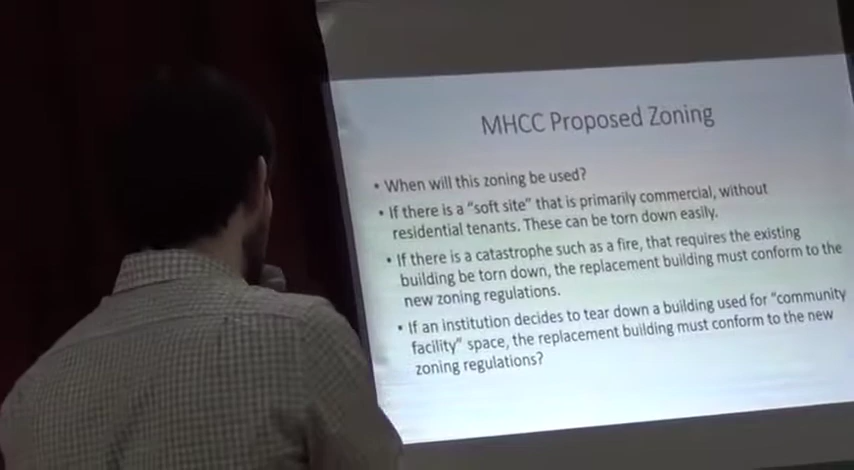 MHCC Proposed Zoning
• When will this zoning be used?
• If there is a “soft site” that is primarily commercial, without
residential tenants. These can be torn down easily.
• If there is a catastrophe such as a fire, that requires the existing
building be torn down, the replacement building must conform to the
new zoning regulations.
• If an institution decides to tear down a building used for “community
facility” space, the replacement building must conform to the new
zoning regulations?